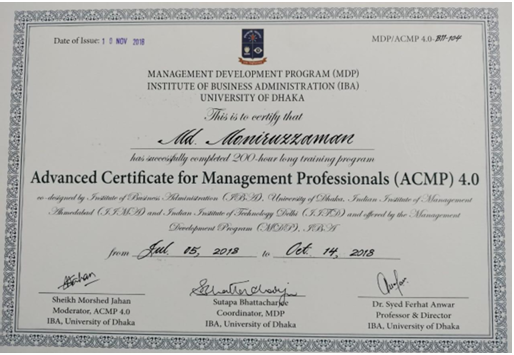 Date of Issue: 10 NOV 2018
MDP/ACMP 4.0-
MANAGEMENT DEVELOPMENT PROGRAM (MDP)
INSTITUTE OF BUSINESS ADMINISTRATION (IBA)
UNIVERSITY OF DHAKA
This is to certify that
Md. Moniruzzaman
has successfully completed 200-hour long training program
Advanced Certificate for Management Professionals (ACMP) 4.0
co-designed by Institute of Business Administration (IBA), University of Dhaka, Indian Institute of Management
Ahmedabad (IIMA) and Indian Institute of Technology Delhi (IITD) and offered by the Management
Development Program (MDP), IBA
from Jul. 05, 2018 to Oct. 14, 2018
Sheikh Morshed Jahan
Moderator, ACMP 4.0
IBA, University of Dhaka
Sutapa Bhattacharjee
Coordinator, MDP
IBA, University of Dhaka
Dr. Syed Ferhat Anwar
Professor & Director
IBA, University of Dhaka